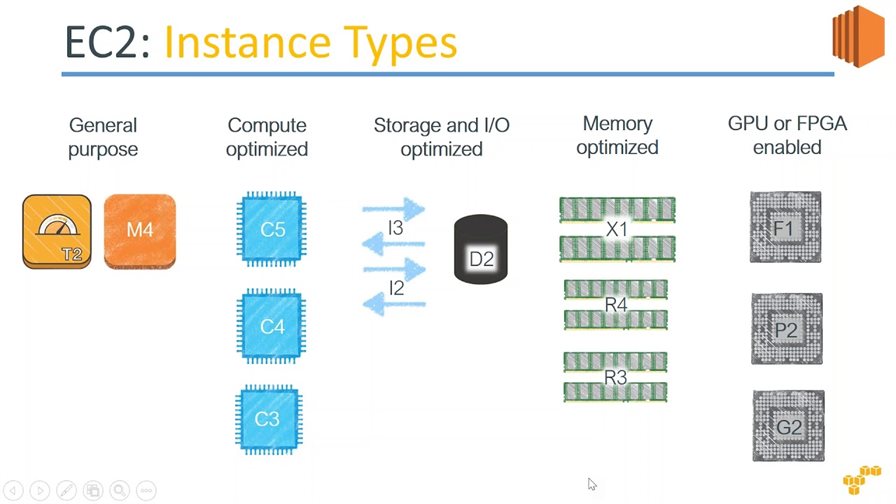 EC2: Instance Types
General
purpose
Compute
optimized
Storage and I/O
optimized
Memory
optimized
GPU or FPGA
enabled
T2
M4
C5
C4
C3
I3
I2
D2
X1
R4
R3
F1
P2
G2